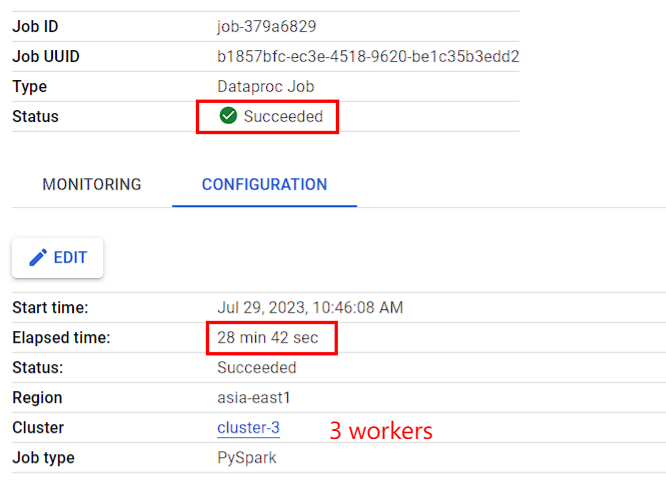 Job ID job-379a6829
Job UUID b1857bfc-ec3e-4518-9620-be1c35b3edd2
Type Dataproc Job
Status Succeeded
MONITORING CONFIGURATION
EDIT
Start time: Jul 29, 2023, 10:46:08 AM
Elapsed time: 28 min 42 sec
Status: Succeeded
Region asia-east1
Cluster cluster-3 3 workers
Job type PySpark